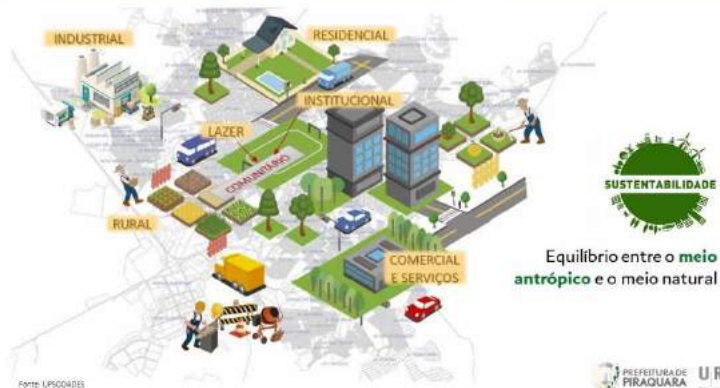 INDUSTRIAL
RESIDENCIAL
INSTITUCIONAL
LAZER
COMUNITÁRIO
RURAL
COMERCIAL
E SERVIÇOS
SUSTENTABILIDADE
Equilíbrio entre o meio
antrópico e o meio natural
PREFEITURA DE
PIRAQUARA